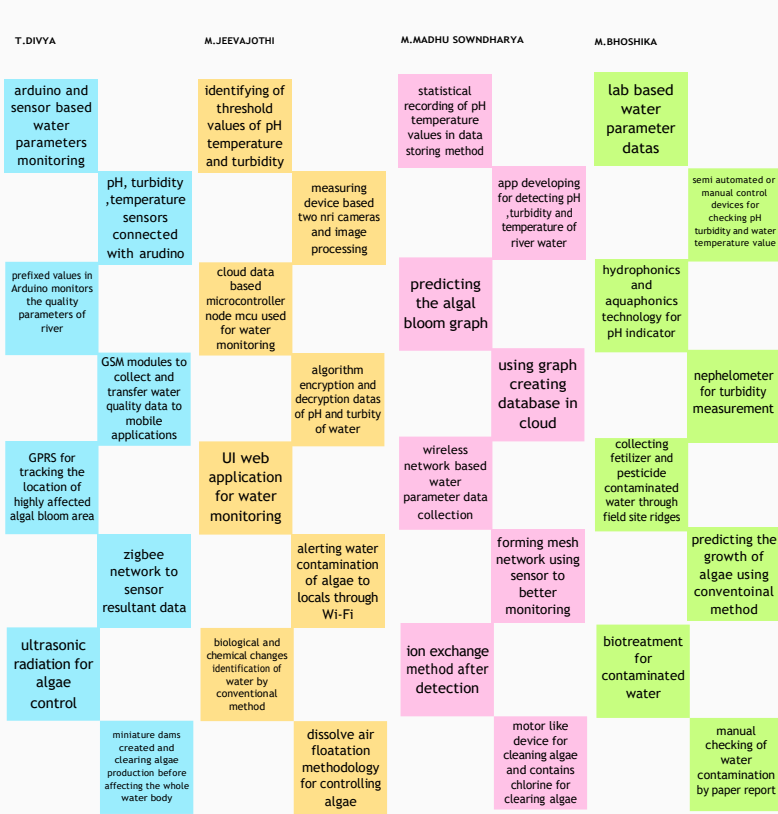 T.DIVYA
arduino and
sensor based
water
parameters
monitoring
pH, turbidity
,temperature
sensors
connected
with arudino
prefixed values in
Arduino monitors
the quality
parameters of
river
GSM modules to
collect and
transfer water
quality data to
mobile
applications
GPRS for
tracking the
location of
highly affected
algal bloom area
zigbee
network to
sensor
resultant data
ultrasonic
radiation for
algae
control
miniature dams
created and
clearing algae
production before
affecting the whole
water body
M.JEEVAJOTHI
identifying of
threshold
values of pH
temperature
and turbidity
measuring
device based
two nri cameras
and image
processing
cloud data
based
microcontroller
node mcu used
for water
monitoring
algorithm
encryption and
decryption datas
of pH and turbity
of water
UI web
application
for water
monitoring
alerting water
contamination
of algae to
locals through
Wi-Fi
biological and
chemical changes
identification of
water by
conventional
method
dissolve air
floatation
methodology
for controlling
algae
M.MADHU SOWNDHARYA
statistical
recording of pH
temperature
values in data
storing method
app developing
for detecting pH
,turbidity and
temperature of
river water
predicting
the algal
bloom graph
using graph
creating
database in
cloud
wireless
network based
water
parameter data
collection
forming mesh
network using
sensor to
better
monitoring
ion exchange
method after
detection
motor like
device for
cleaning algae
and contains
chlorine for
clearing algae
M.BHOSHIKA
lab based
water
parameter
datas
semi automated or
manual control
devices for
checking pH
turbidity and water
temperature value
hydrophonics
and
aquaphonics
technology for
pH indicator
nephelometer
for turbidity
measurement
collecting
fetilizer and
pesticide
contaminated
water through
field site ridges
predicting the
growth of
algae using
conventoinal
method
biotreatment
for
contaminated
water
manual
checking of
water
contamination
by paper report